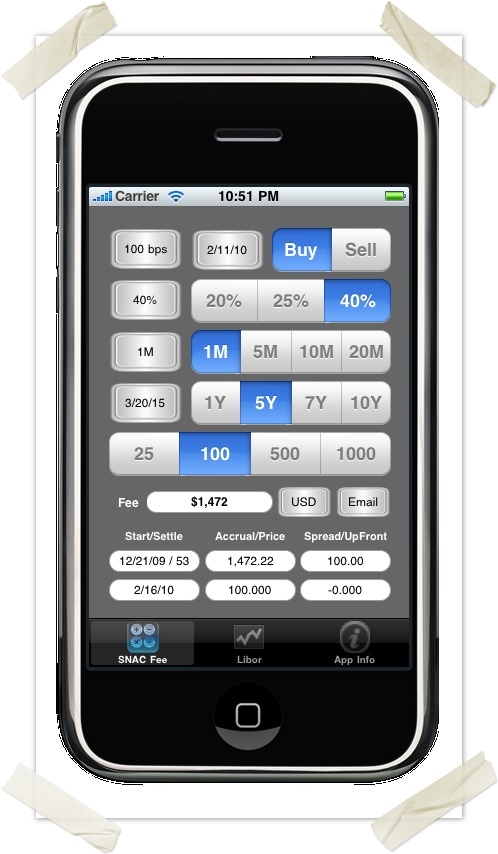 Carrier 10:51 PM
100 bps 2/11/10 Buy Sell
40% 20% 25% 40%
1M 1M 5M 10M 20M
3/20/15 1Y 5Y 7Y 10Y
25 100 500 1000
Fee $1,472 USD Email
Start/Settle Accrual/Price Spread/UpFront
12/21/09 / 53 1,472.22 100.00
2/16/10 100.000 -0.000
SNAC Fee Libor App Info